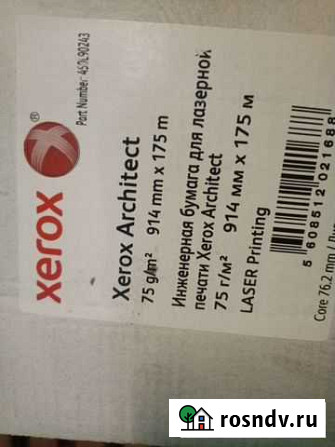 xerox®
Part Number: 450L90243
Xerox Architect
75 g/m² 914 mm x 175 m
Инженерная бумага для лазерной
печати Xerox Architect
75 г/м² 914 мм x 175 м
LASER Printing
Core 76.2 mm /
rosndv.ru